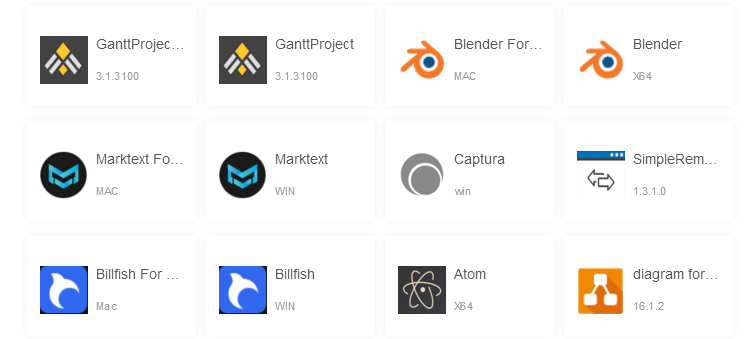 GanttProjec...
3.1.3100
GanttProject
3.1.3100
Blender For...
MAC
Blender
X64
Marktext Fo...
MAC
Marktext
WIN
Captura
win
SimpleRem...
1.3.1.0
Billfish For ...
Mac
Billfish
WIN
Atom
X64
diagram for...
16.1.2